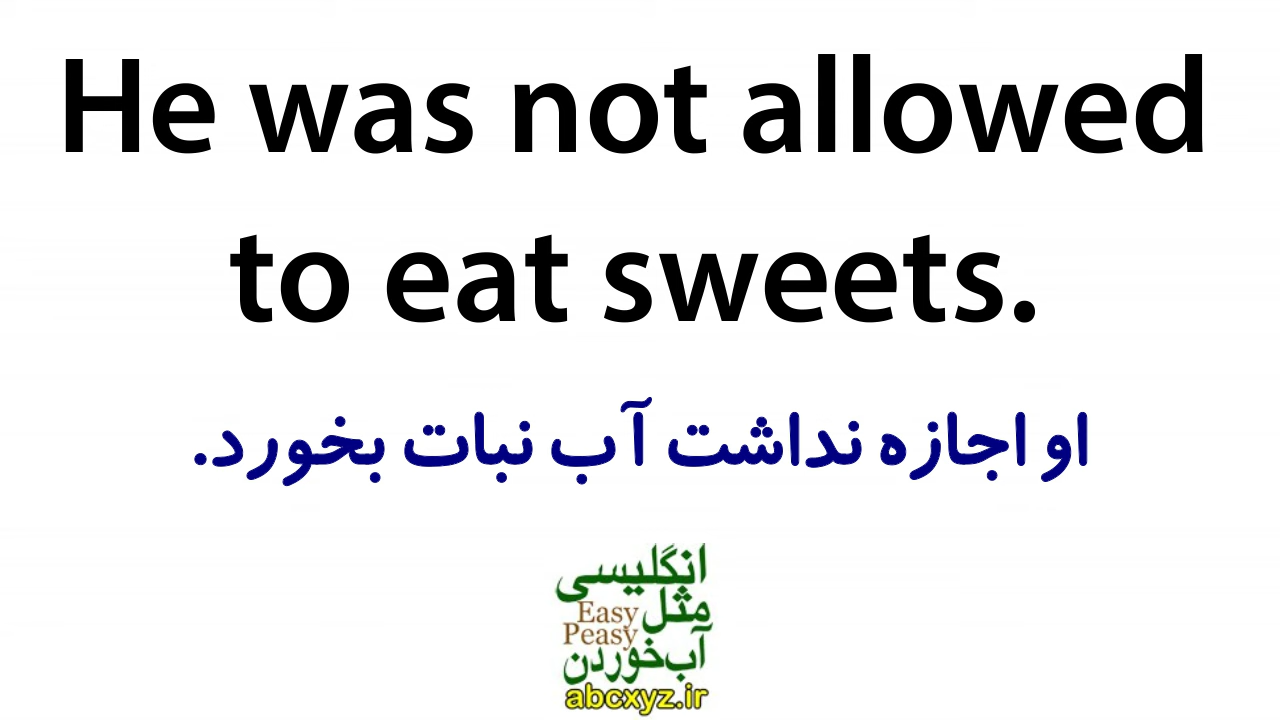 He was not allowed
to eat sweets.
او اجازه نداشت آب نبات بخورد.
انگلیسی
مثل Easy
Peasy
آب‌خوردن
abcxyz.ir